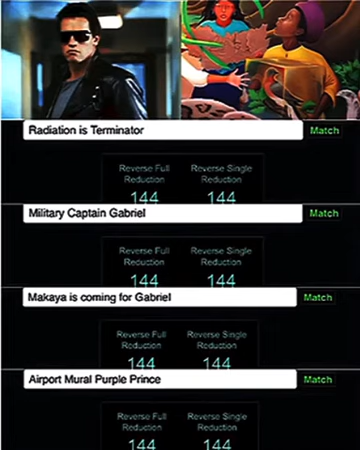 Radiation is Terminator
Match
Reverse Full Reverse Single
Reduction Reduction
144 144
Military Captain Gabriel
Match
Reverse Full Reverse Single
Reduction Reduction
144 144
Makaya is coming for Gabriel
Match
Reverse Full Reverse Single
Reduction Reduction
144 144
Airport Mural Purple Prince
Match
Reverse Full Reverse Single
Reduction Reduction
144 144